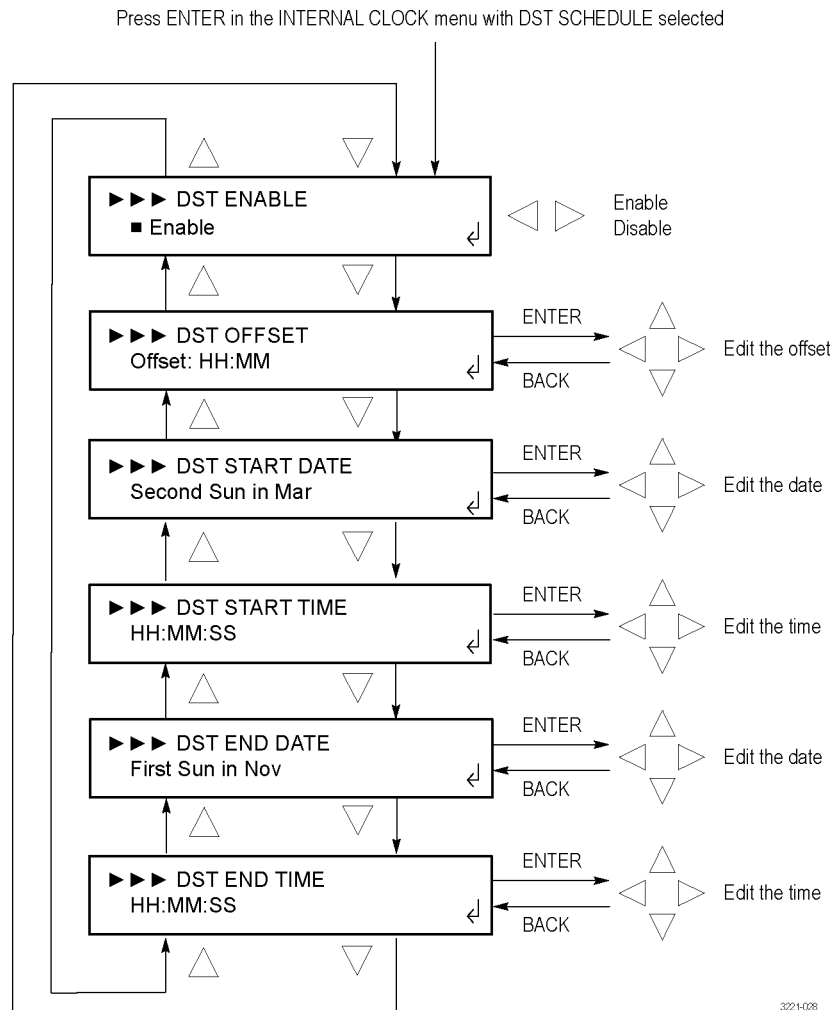 Press ENTER in the INTERNAL CLOCK menu with DST SCHEDULE selected
►►► DST ENABLE
■ Enable
Enable
Disable
►►► DST OFFSET
Offset: HH:MM
ENTER
BACK
Edit the offset
►►► DST START DATE
Second Sun in Mar
ENTER
BACK
Edit the date
►►► DST START TIME
HH:MM:SS
ENTER
BACK
Edit the time
►►► DST END DATE
First Sun in Nov
ENTER
BACK
Edit the date
►►► DST END TIME
HH:MM:SS
ENTER
BACK
Edit the time
3221-028